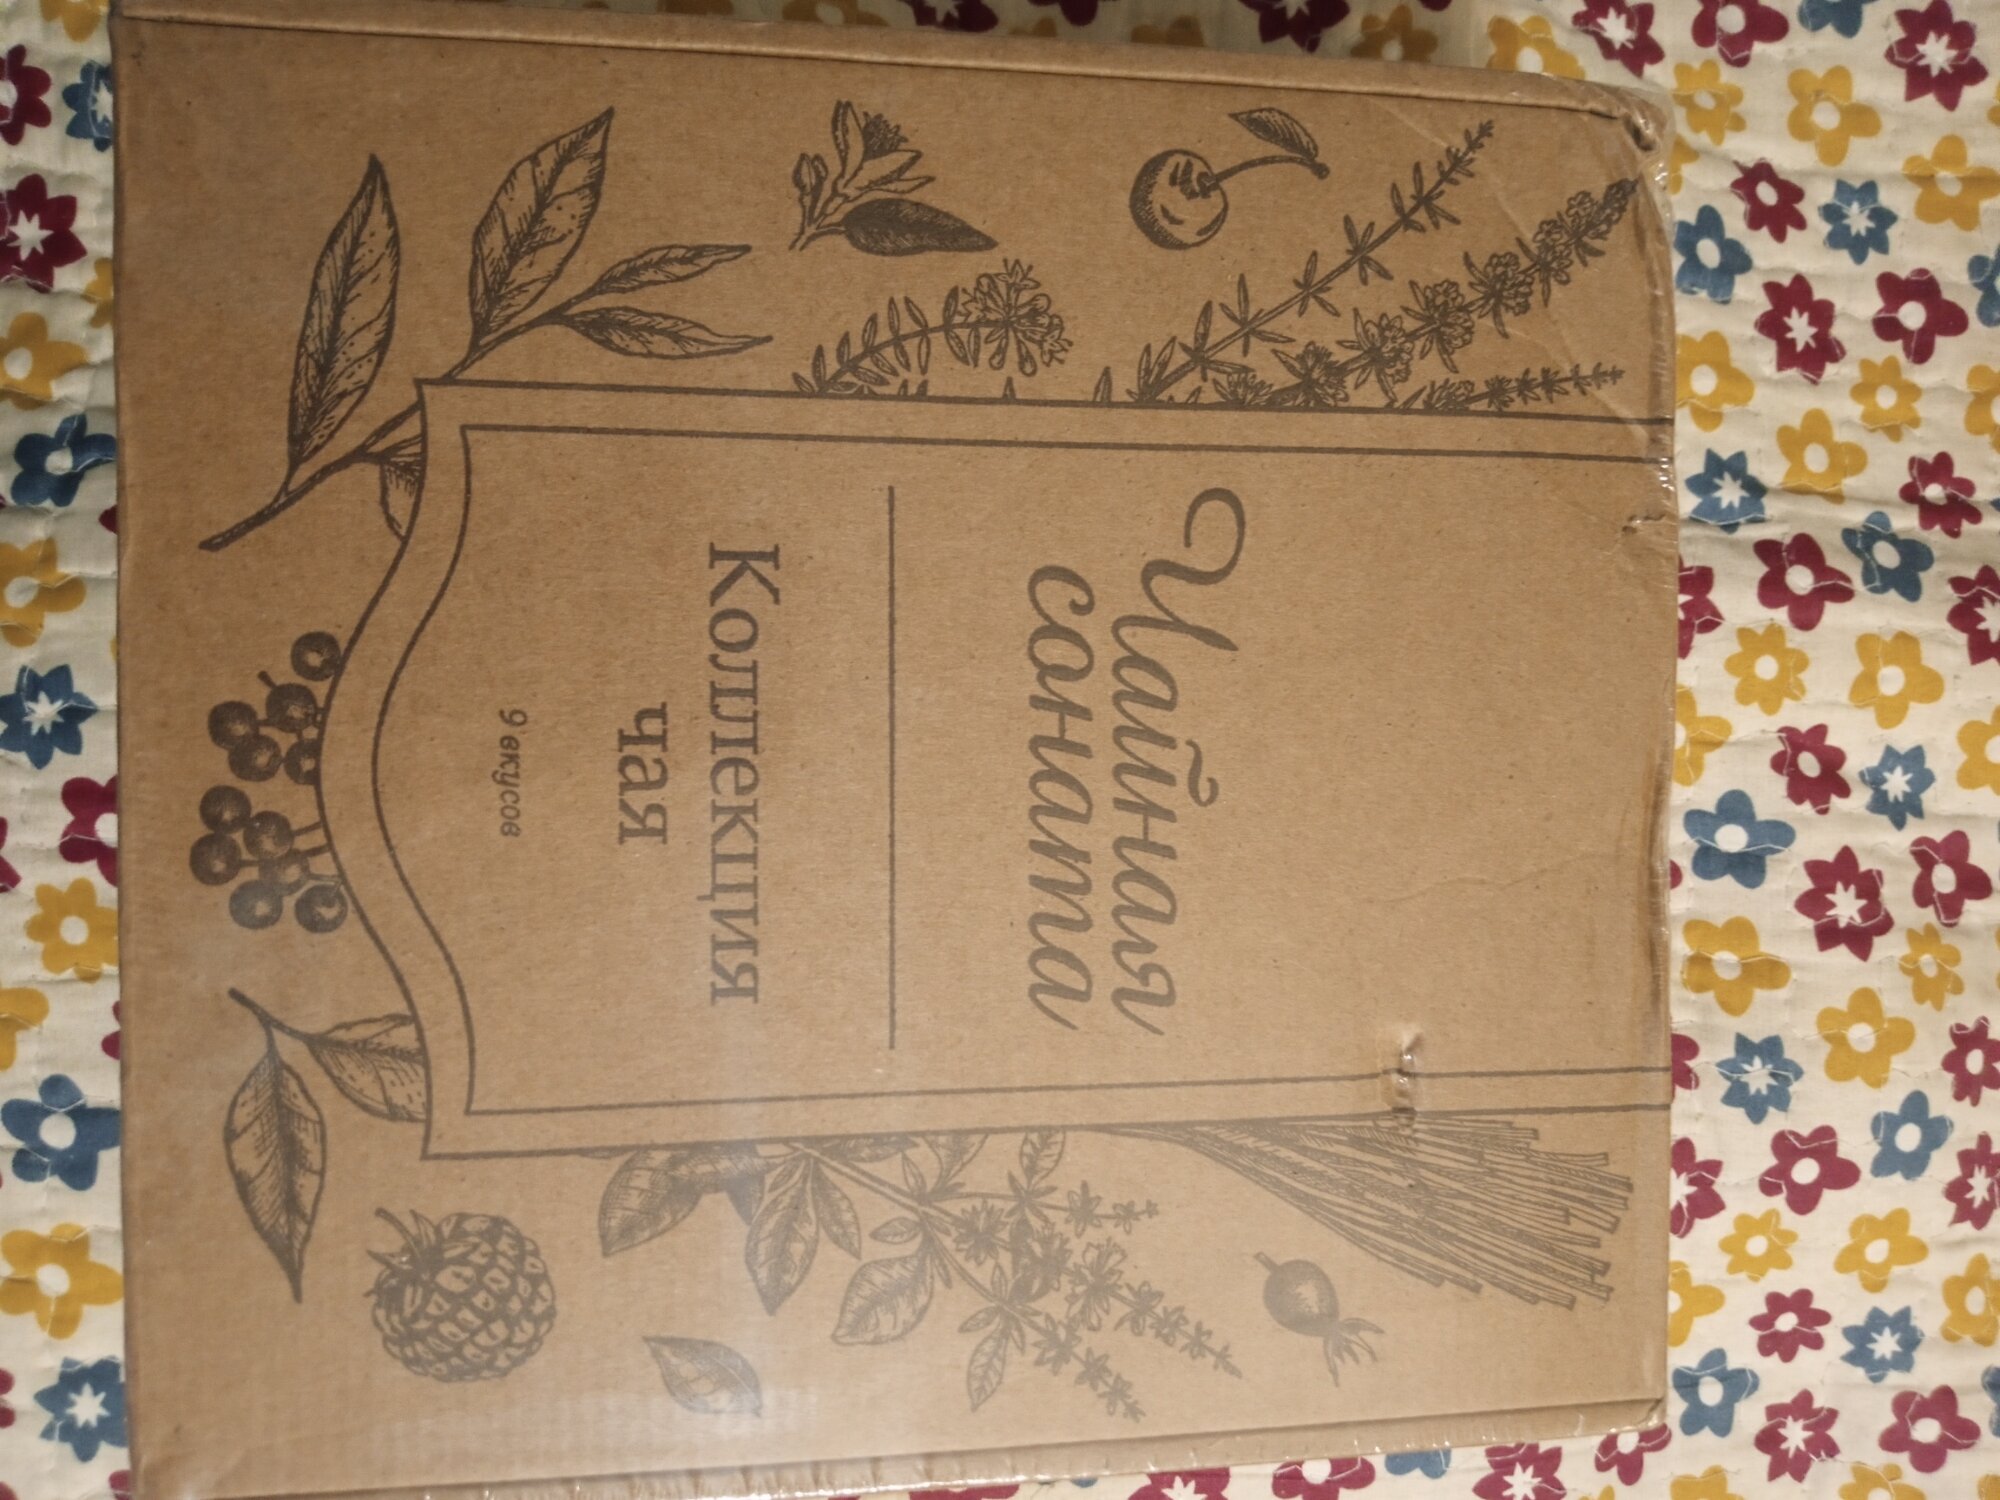 Чайная
соната
Коллекция
чая
9 вкусов